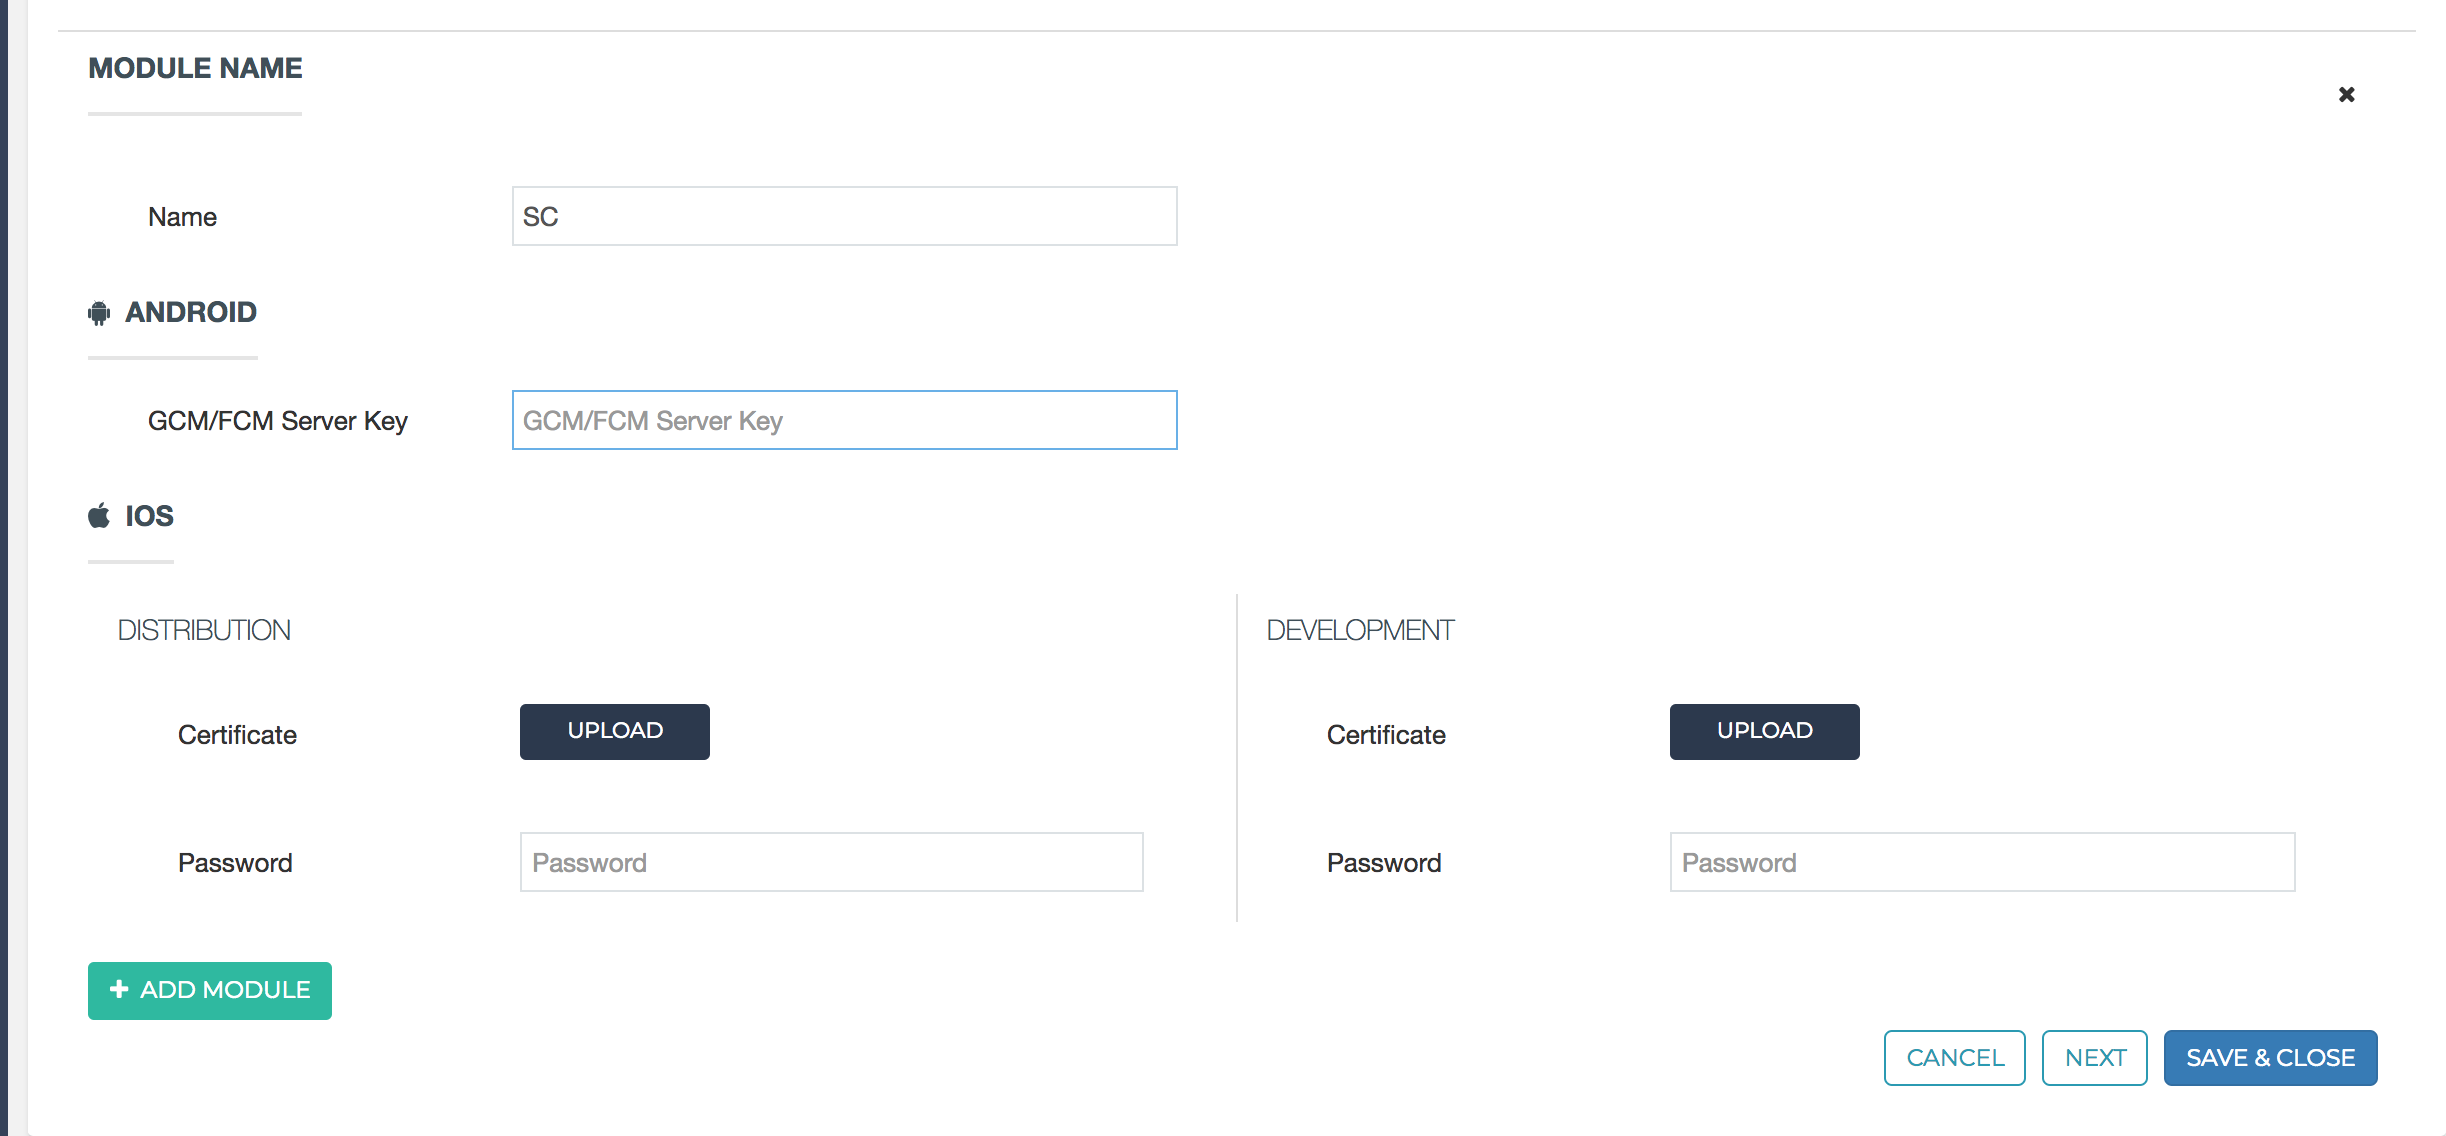 MODULE NAME
Name
SC
ANDROID
GCM/FCM Server Key
GCM/FCM Server Key
IOS
DISTRIBUTION
DEVELOPMENT
Certificate
UPLOAD
Certificate
UPLOAD
Password
Password
Password
Password
ADD MODULE
CANCEL
NEXT
SAVE & CLOSE